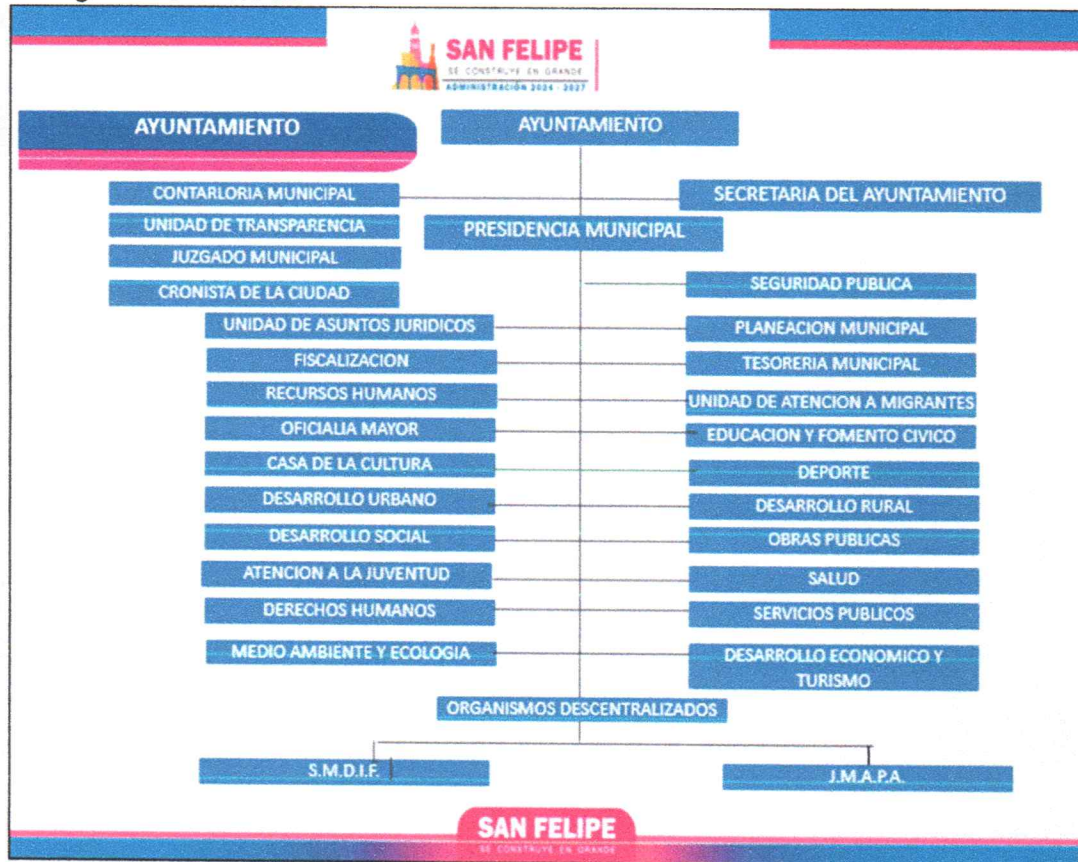 SAN FELIPE
SE CONSTRUYE EN GRANDE
ADMINISTRACIÓN 2024 - 2027
AYUNTAMIENTO
AYUNTAMIENTO
CONTARLORIA MUNICIPAL
SECRETARIA DEL AYUNTAMIENTO
UNIDAD DE TRANSPARENCIA
PRESIDENCIA MUNICIPAL
JUZGADO MUNICIPAL
CRONISTA DE LA CIUDAD
SEGURIDAD PUBLICA
UNIDAD DE ASUNTOS JURIDICOS
PLANEACION MUNICIPAL
FISCALIZACION
TESORERIA MUNICIPAL
RECURSOS HUMANOS
UNIDAD DE ATENCION A MIGRANTES
OFICIALIA MAYOR
EDUCACION Y FOMENTO CIVICO
CASA DE LA CULTURA
DEPORTE
DESARROLLO URBANO
DESARROLLO RURAL
DESARROLLO SOCIAL
OBRAS PUBLICAS
ATENCION A LA JUVENTUD
SALUD
DERECHOS HUMANOS
SERVICIOS PUBLICOS
MEDIO AMBIENTE Y ECOLOGIA
DESARROLLO ECONOMICO Y
TURISMO
ORGANISMOS DESCENTRALIZADOS
S.M.D.I.F.
J.M.A.P.A.
SAN FELIPE
SE CONSTRUYE EN GRANDE